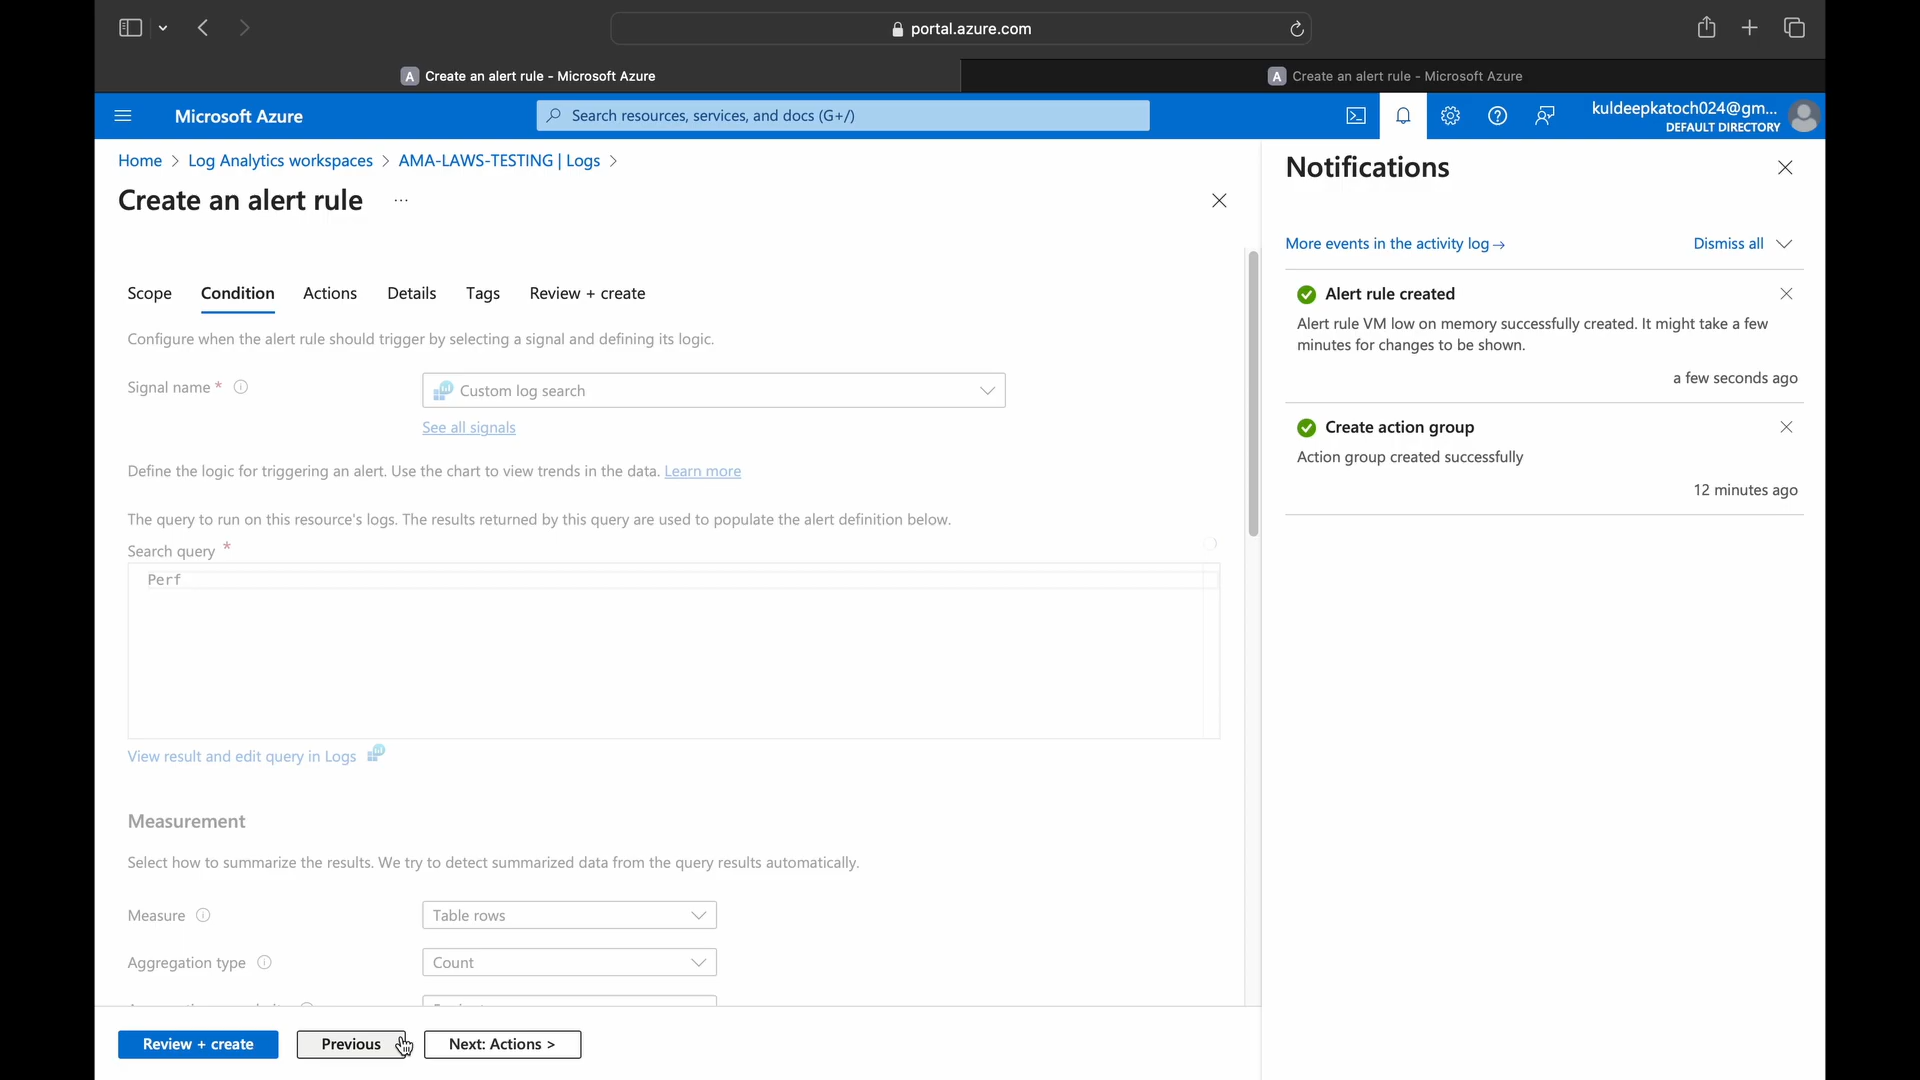 portal.azure.com
A Create an alert rule - Microsoft Azure
A Create an alert rule - Microsoft Azure
Microsoft Azure
Search resources, services, and docs (G+/)
kuldeepkatoch024@gm...
DEFAULT DIRECTORY
Home > Log Analytics workspaces > AMA-LAWS-TESTING | Logs >
Create an alert rule ...
Scope Condition Actions Details Tags Review + create
Configure when the alert rule should trigger by selecting a signal and defining its logic.
Signal name *
Custom log search
See all signals
Define the logic for triggering an alert. Use the chart to view trends in the data. Learn more
The query to run on this resource's logs. The results returned by this query are used to populate the alert definition below.
Search query *
Perf
View result and edit query in Logs
Measurement
Select how to summarize the results. We try to detect summarized data from the query results automatically.
Measure
Table rows
Aggregation type
Count
Review + create
Previous
Next: Actions >
Notifications
More events in the activity log →
Dismiss all
Alert rule created
Alert rule VM low on memory successfully created. It might take a few
minutes for changes to be shown.
a few seconds ago
Create action group
Action group created successfully
12 minutes ago